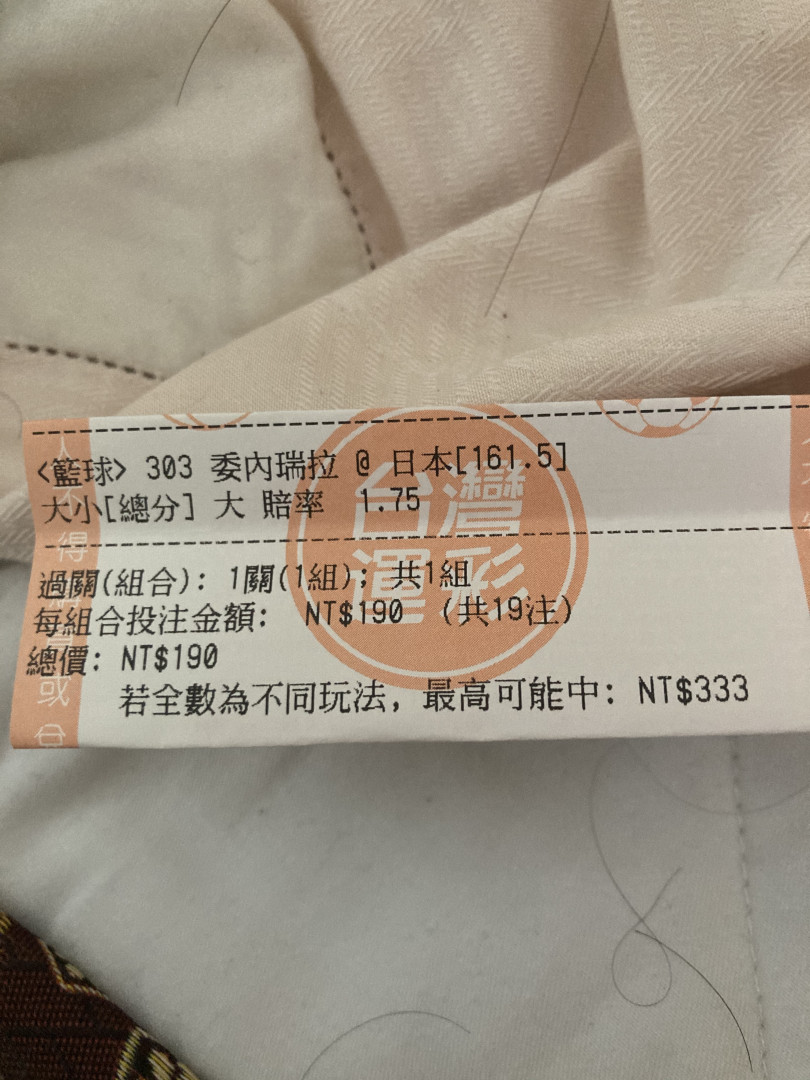 <籃球> 303 委內瑞拉 @ 日本[161.5]
大小[總分] 大 賠率 1.75
台灣
運彩
過關(組合): 1關(1組); 共1組
每組合投注金額: NT$190 (共19注)
總價: NT$190
若全數為不同玩法, 最高可能中: NT$333
不得
或